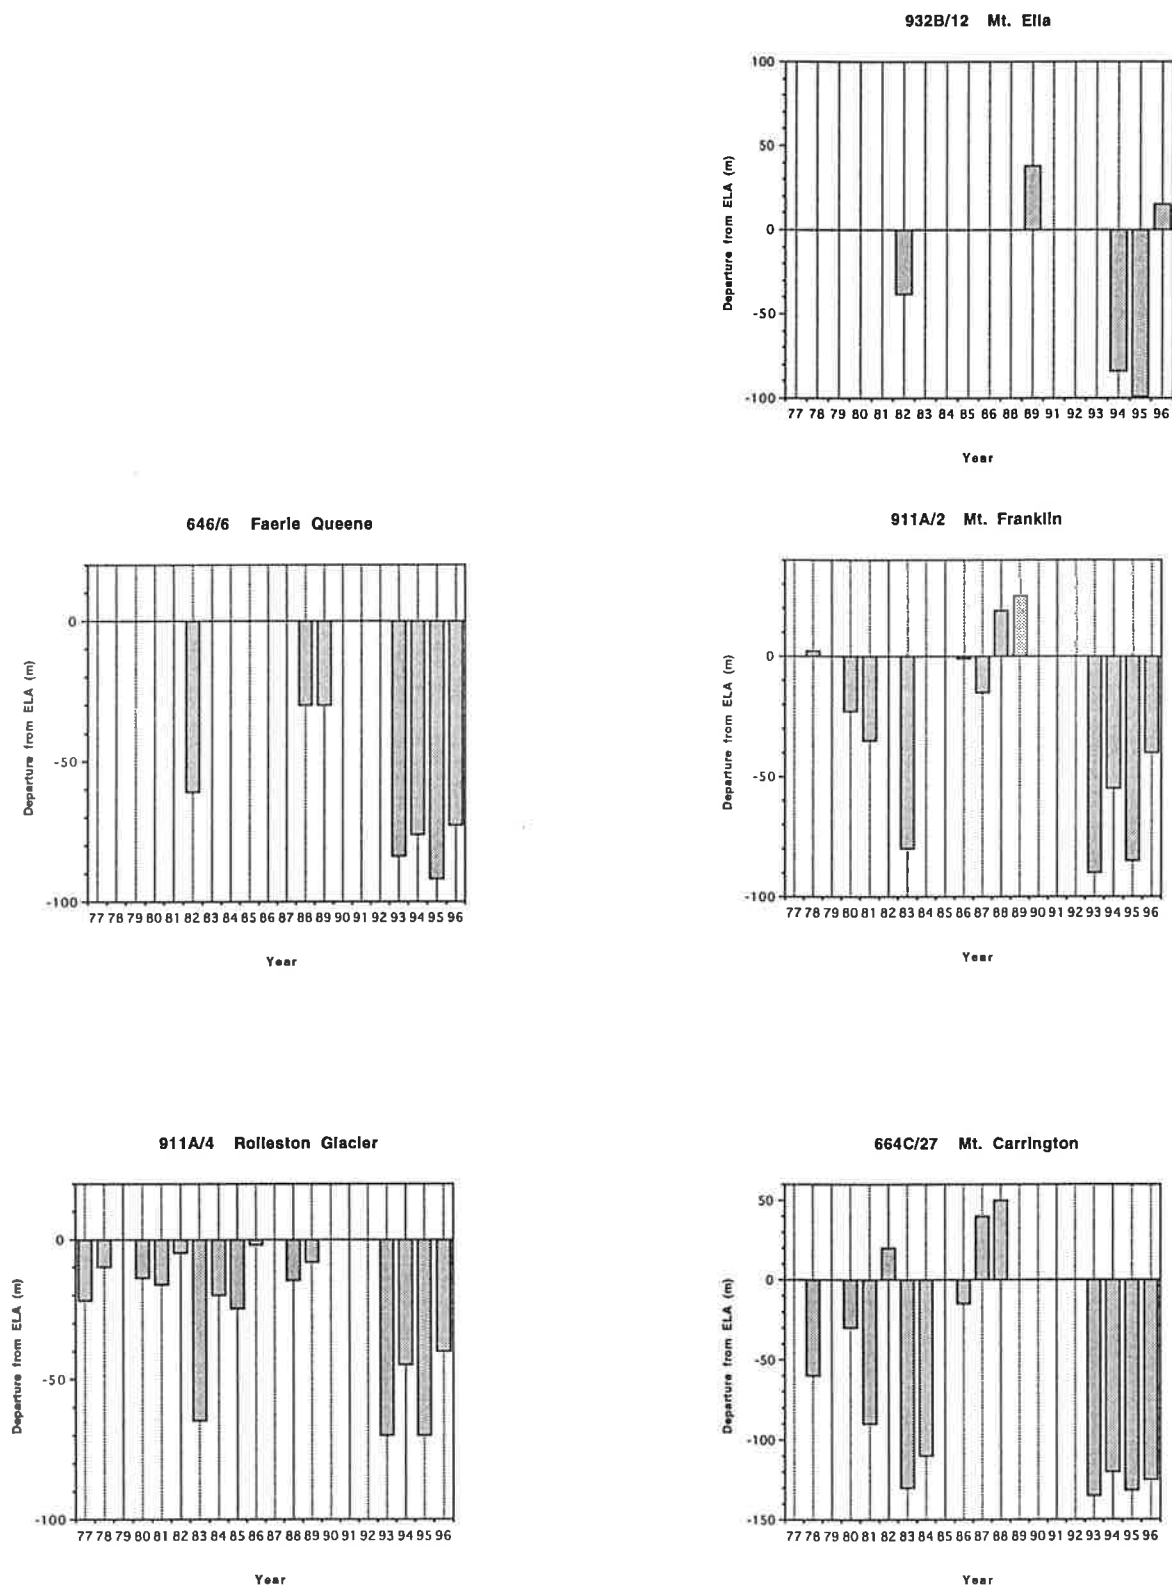 932B/12 Mt. Ella
100
50
0
-50
-100
Departure from ELA (m)
77 78 79 80 81 82 83 84 85 86 88 89 91 92 93 94 95 96
Year
646/6 Faerie Queene
0
-50
-100
Departure from ELA (m)
77 78 79 80 81 82 83 84 85 86 87 88 89 90 91 92 93 94 95 96
Year
911A/2 Mt. Franklin
0
-50
-100
Departure from ELA (m)
77 78 79 80 81 83 84 85 86 87 88 89 90 91 92 93 94 95 96
Year
911A/4 Rolleston Glacier
0
-50
-100
Departure from ELA (m)
77 78 79 80 81 82 83 84 85 86 88 89 90 91 92 93 94 95 96
Year
664C/27 Mt. Carrington
50
0
-50
-100
-150
Departure from ELA (m)
77 78 79 80 81 82 83 84 85 86 87 88 89 90 91 92 93 94 95 96
Year